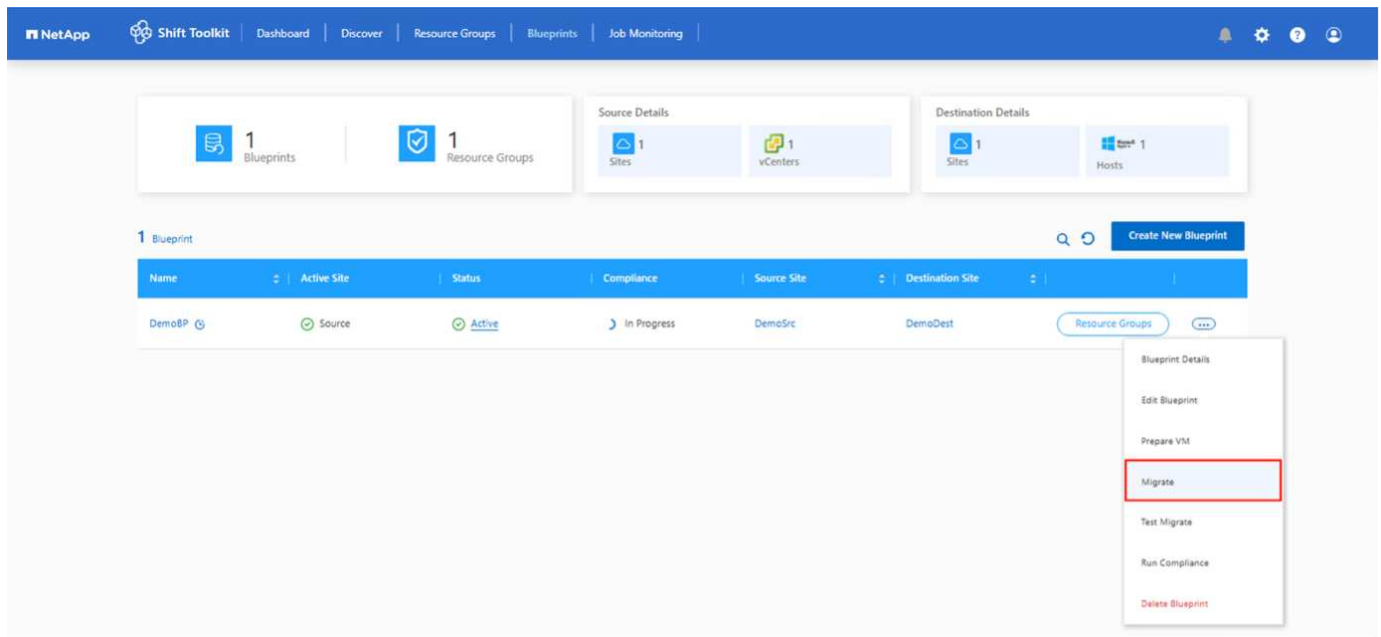 NetApp
Shift Toolkit
Dashboard
Discover
Resource Groups
Blueprints
Job Monitoring
1
Blueprints
1
Resource Groups
Source Details
1
Sites
1
vCenters
Destination Details
1
Sites
1
Hosts
1 Blueprint
Create New Blueprint
Name Active Site Status Compliance Source Site Destination Site
DemoBP Source Active In Progress DemoSrc DemoDest Resource Groups
Blueprint Details
Edit Blueprint
Prepare VM
Migrate
Test Migrate
Run Compliance
Delete Blueprint